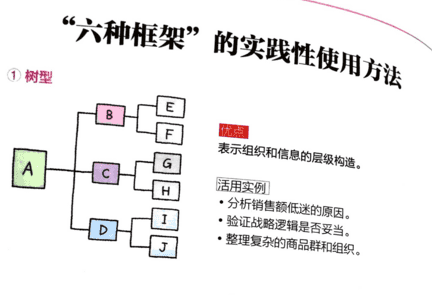 “六种框架”的实践性使用方法
① 树型
A
B
C
D
E
F
G
H
I
J
优点
表示组织和信息的层级构造。
活用实例
• 分析销售额低迷的原因。
• 验证战略逻辑是否妥当。
• 整理复杂的商品群和组织。